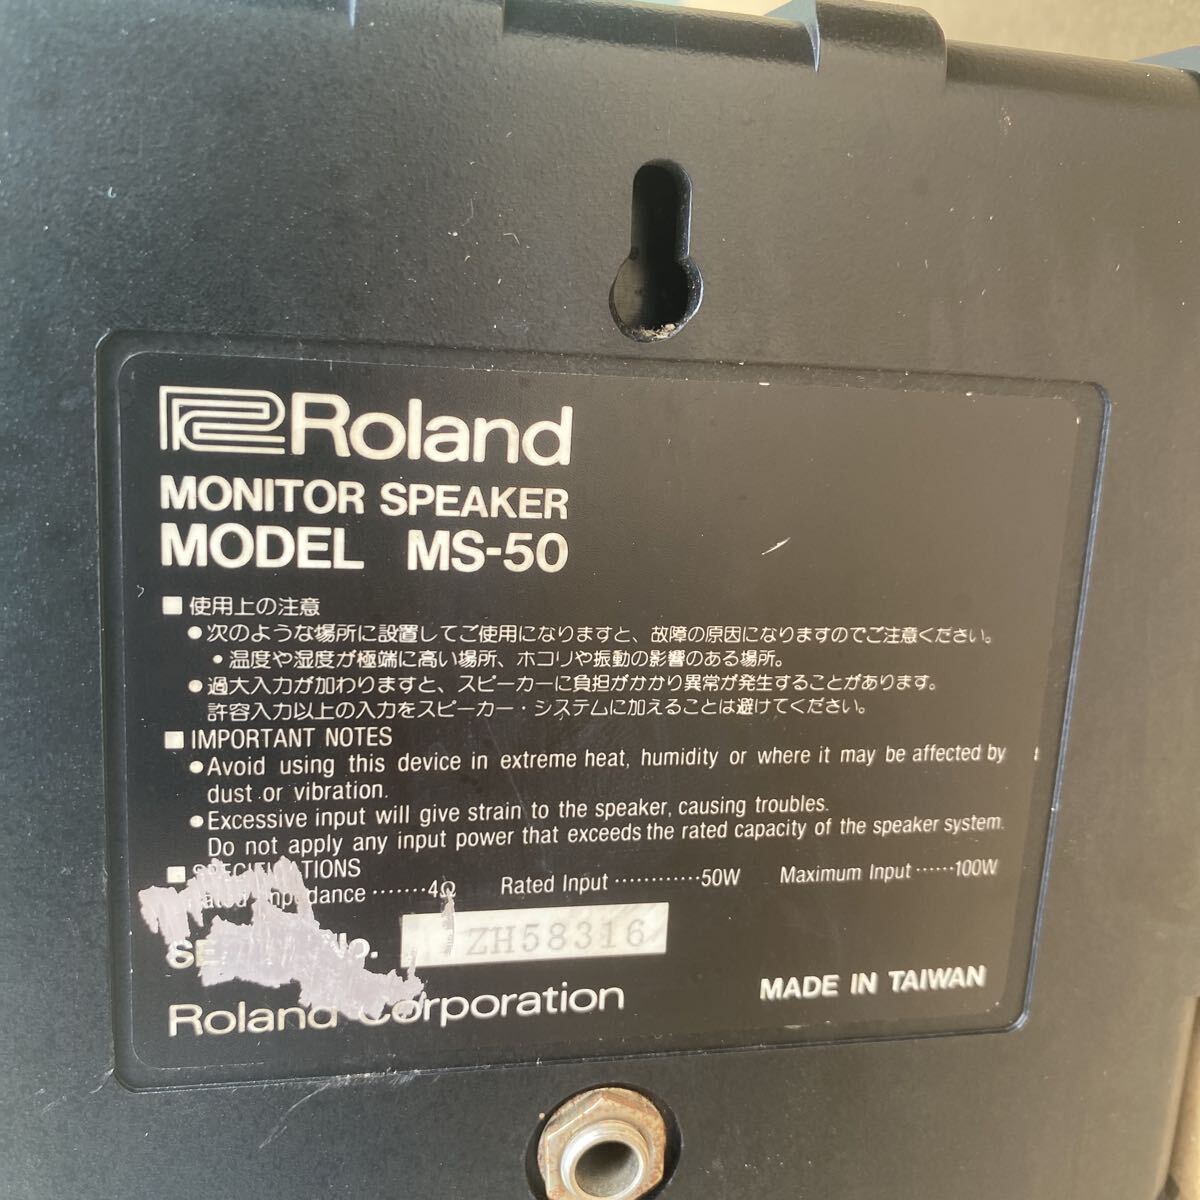 Roland
MONITOR SPEAKER
MODEL MS-50
■ 使用上の注意
●次のような場所に設置してご使用になりますと、故障の原因になりますのでご注意ください。
•温度や湿度が極端に高い場所、ホコリや振動の影響のある場所。
●過大入力が加わりますと、スピーカーに負担がかかり異常が発生することがあります。
許容入力以上の入力をスピーカー・システムに加えることは避けてください。
■ IMPORTANT NOTES
●Avoid using this device in extreme heat, humidity or where it may be affected by
dust or vibration.
●Excessive input will give strain to the speaker, causing troubles.
Do not apply any input power that exceeds the rated capacity of the speaker system.
■ SPECIFICATIONS
Rated Impedance ·······4Ω Rated Input ············50W Maximum Input ······100W
No. ZH58316
Roland Corporation MADE IN TAIWAN